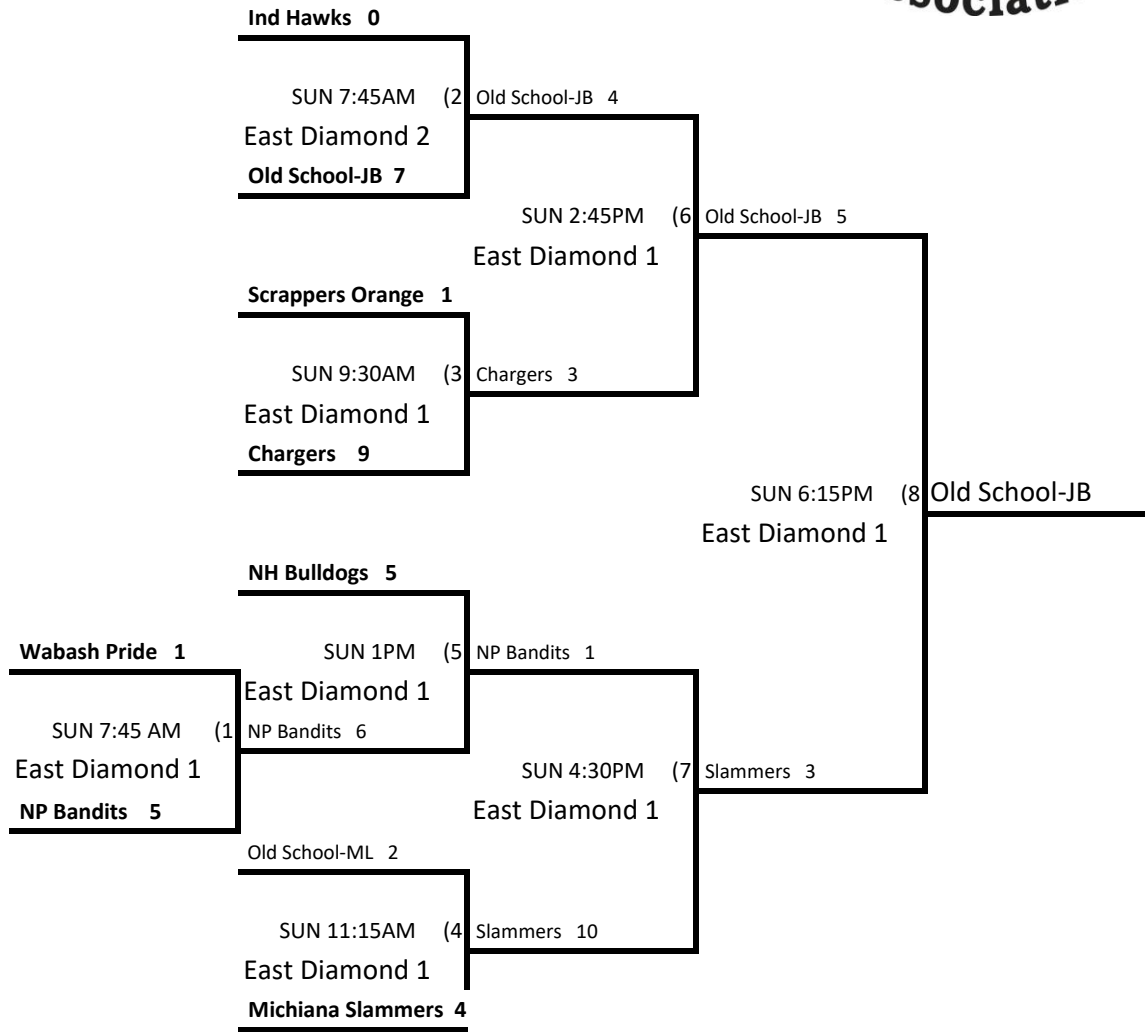 Ind Hawks 0
SUN 7:45AM (2 Old School-JB 4
East Diamond 2
Old School-JB 7
SUN 2:45PM (6 Old School-JB 5
East Diamond 1
Scrappers Orange 1
SUN 9:30AM (3 Chargers 3
East Diamond 1
Chargers 9
SUN 6:15PM (8 Old School-JB
East Diamond 1
NH Bulldogs 5
Wabash Pride 1
SUN 1PM (5 NP Bandits 1
East Diamond 1
SUN 7:45 AM (1 NP Bandits 6
East Diamond 1
NP Bandits 5
SUN 4:30PM (7 Slammers 3
East Diamond 1
Old School-ML 2
SUN 11:15AM (4 Slammers 10
East Diamond 1
Michiana Slammers 4